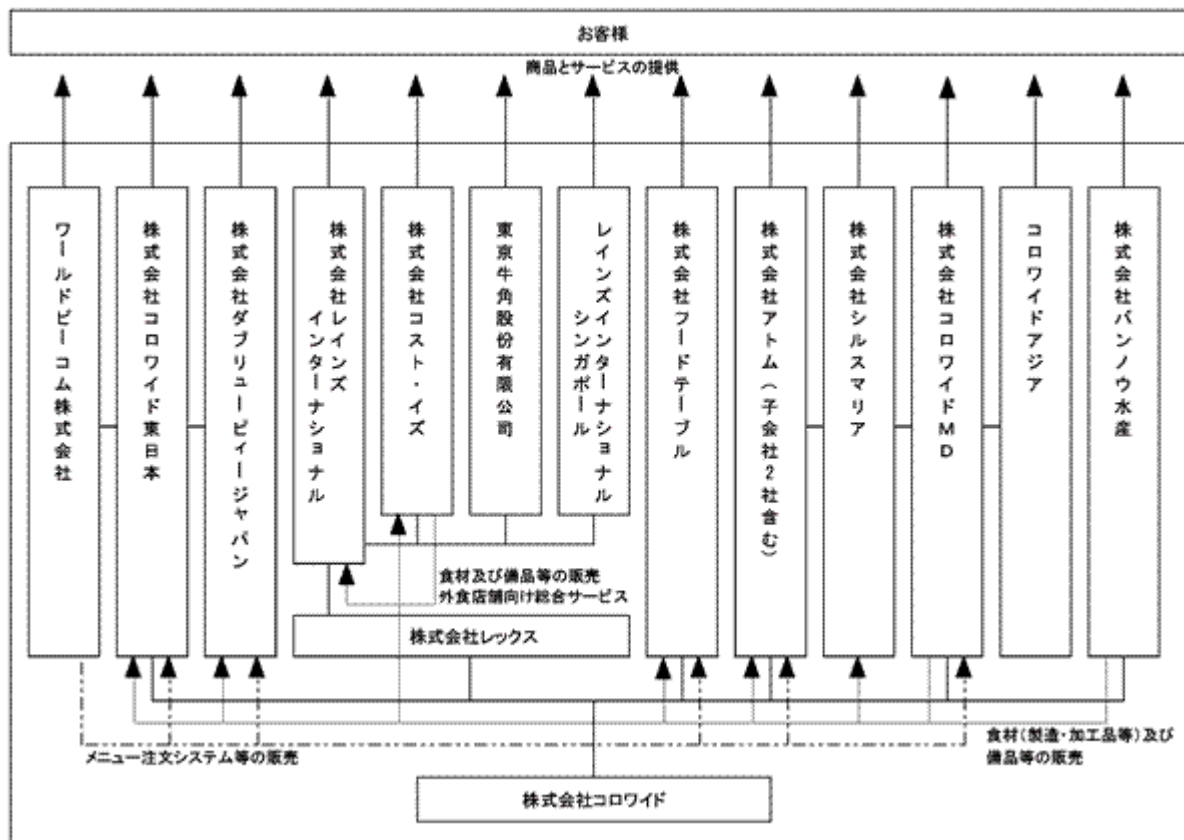 お客様
商品とサービスの提供
ワールドピーコム株式会社
株式会社コロワイド東日本
株式会社ダブリューピィージャパン
株式会社レインズ
インターナショナル
株式会社コスト・イズ
東京牛角股份有限公司
レインズインターナショナル
シンガポール
株式会社フードテーブル
株式会社アトム(子会社2社含む)
株式会社シルスマリア
株式会社コロワイドMD
コロワイドアジア
株式会社バンノウ水産
食材及び備品等の販売
外食店舗向け総合サービス
株式会社レックス
メニュー注文システム等の販売
食材(製造・加工品等)及び
備品等の販売
株式会社コロワイド